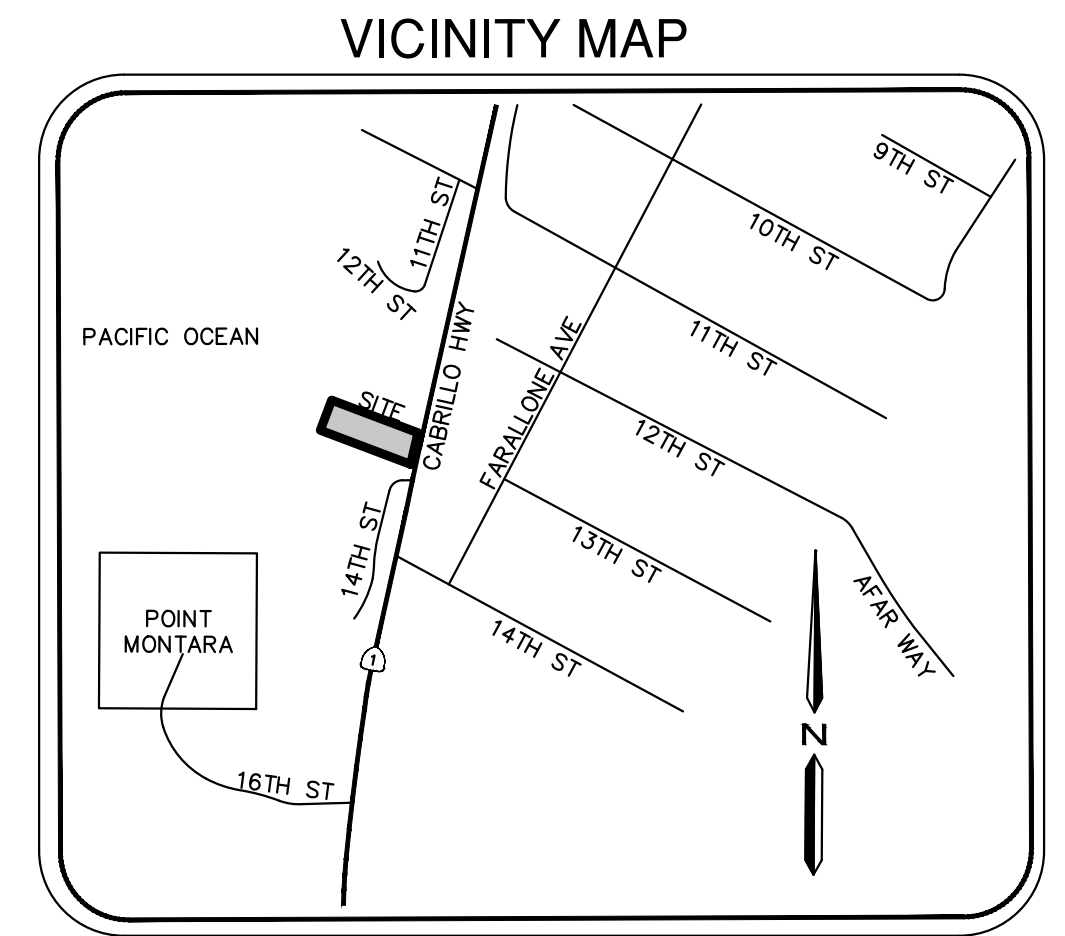 VICINITY MAP
9TH ST
10TH ST
11TH ST
12TH ST
PACIFIC OCEAN
CABRILLO HWY
FARALLONE AVE
11TH ST
SITE
12TH ST
14TH ST
13TH ST
AFAR WAY
POINT
MONTARA
14TH ST
1
N
16TH ST